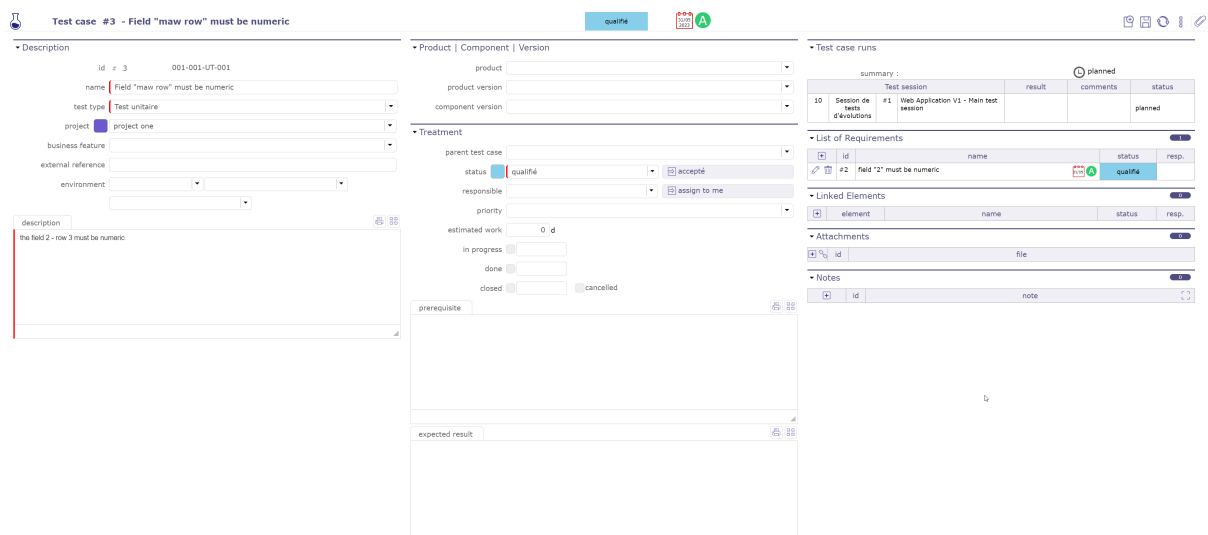 Test case #3 - Field "maw row" must be numeric
qualifié
31/05
2023
A
Description
id # 3 001-001-UT-001
name Field "maw row" must be numeric
test type Test unitaire
project project one
business feature
external reference
environment
description
the field 2 - row 3 must be numeric
Product | Component | Version
product
product version
component version
Treatment
parent test case
status qualifié accepté
responsible assign to me
priority
estimated work 0 d
in progress
done
closed cancelled
prerequisite
expected result
Test case runs
summary : planned
Test session result comments status
10 Session de tests d'évolutions #1 Web Application V1 - Main test session planned
List of Requirements 1
id name status resp.
#2 field "2" must be numeric A qualifié
Linked Elements 0
element name status resp.
Attachments 0
id file
Notes 0
id note